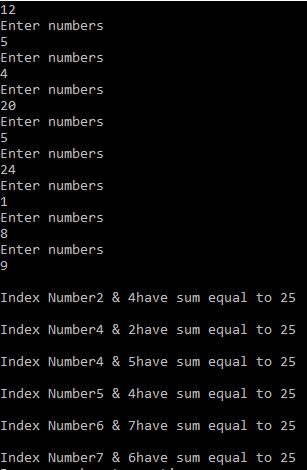 12
Enter numbers
5
Enter numbers
4
Enter numbers
20
Enter numbers
5
Enter numbers
24
Enter numbers
1
Enter numbers
8
Enter numbers
9
Index Number2 & 4have sum equal to 25
Index Number4 & 2have sum equal to 25
Index Number4 & 5have sum equal to 25
Index Number5 & 4have sum equal to 25
Index Number6 & 7have sum equal to 25
Index Number7 & 6have sum equal to 25